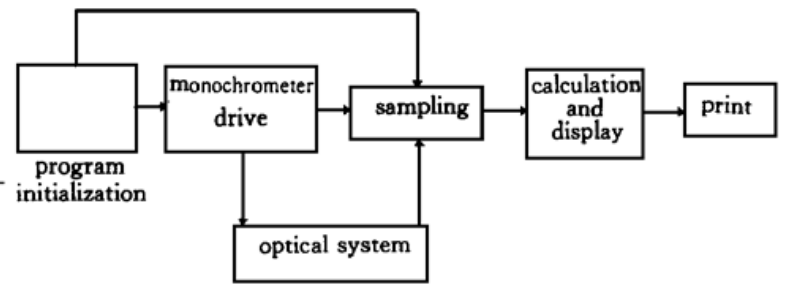 monochrometer
drive
sampling
calculation
and
display
print
program
initialization
optical system